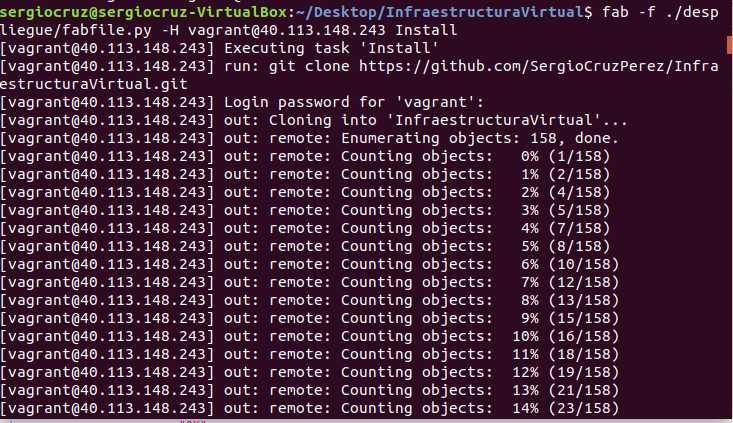 sergiocruz@sergiocruz-VirtualBox:~/Desktop/InfraestructuraVirtual$ fab -f ./desp
liegue/fabfile.py -H vagrant@40.113.148.243 Install
[vagrant@40.113.148.243] Executing task 'Install'
[vagrant@40.113.148.243] run: git clone https://github.com/SergioCruzPerez/Infra
estructuraVirtual.git
[vagrant@40.113.148.243] Login password for 'vagrant':
[vagrant@40.113.148.243] out: Cloning into 'InfraestructuraVirtual'...
[vagrant@40.113.148.243] out: remote: Enumerating objects: 158, done.
[vagrant@40.113.148.243] out: remote: Counting objects:   0% (1/158)
[vagrant@40.113.148.243] out: remote: Counting objects:   1% (2/158)
[vagrant@40.113.148.243] out: remote: Counting objects:   2% (4/158)
[vagrant@40.113.148.243] out: remote: Counting objects:   3% (5/158)
[vagrant@40.113.148.243] out: remote: Counting objects:   4% (7/158)
[vagrant@40.113.148.243] out: remote: Counting objects:   5% (8/158)
[vagrant@40.113.148.243] out: remote: Counting objects:   6% (10/158)
[vagrant@40.113.148.243] out: remote: Counting objects:   7% (12/158)
[vagrant@40.113.148.243] out: remote: Counting objects:   8% (13/158)
[vagrant@40.113.148.243] out: remote: Counting objects:   9% (15/158)
[vagrant@40.113.148.243] out: remote: Counting objects:  10% (16/158)
[vagrant@40.113.148.243] out: remote: Counting objects:  11% (18/158)
[vagrant@40.113.148.243] out: remote: Counting objects:  12% (19/158)
[vagrant@40.113.148.243] out: remote: Counting objects:  13% (21/158)
[vagrant@40.113.148.243] out: remote: Counting objects:  14% (23/158)